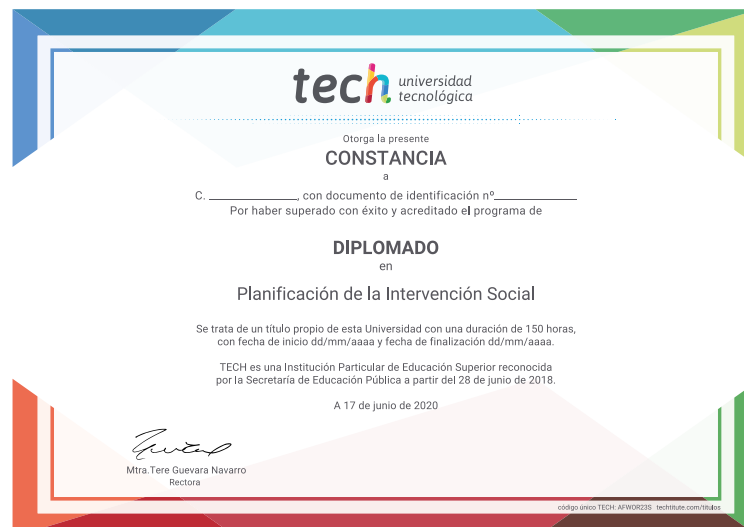 tech universidad
tecnológica
Otorga la presente
CONSTANCIA
a
C. ______________, con documento de identificación nº______________
Por haber superado con éxito y acreditado el programa de
DIPLOMADO
en
Planificación de la Intervención Social
Se trata de un título propio de esta Universidad con una duración de 150 horas,
con fecha de inicio dd/mm/aaaa y fecha de finalización dd/mm/aaaa.
TECH es una Institución Particular de Educación Superior reconocida
por la Secretaría de Educación Pública a partir del 28 de junio de 2018.
A 17 de junio de 2020
Mtra.Tere Guevara Navarro
Rectora
código único TECH: AFWOR23S techtitute.com/titulos